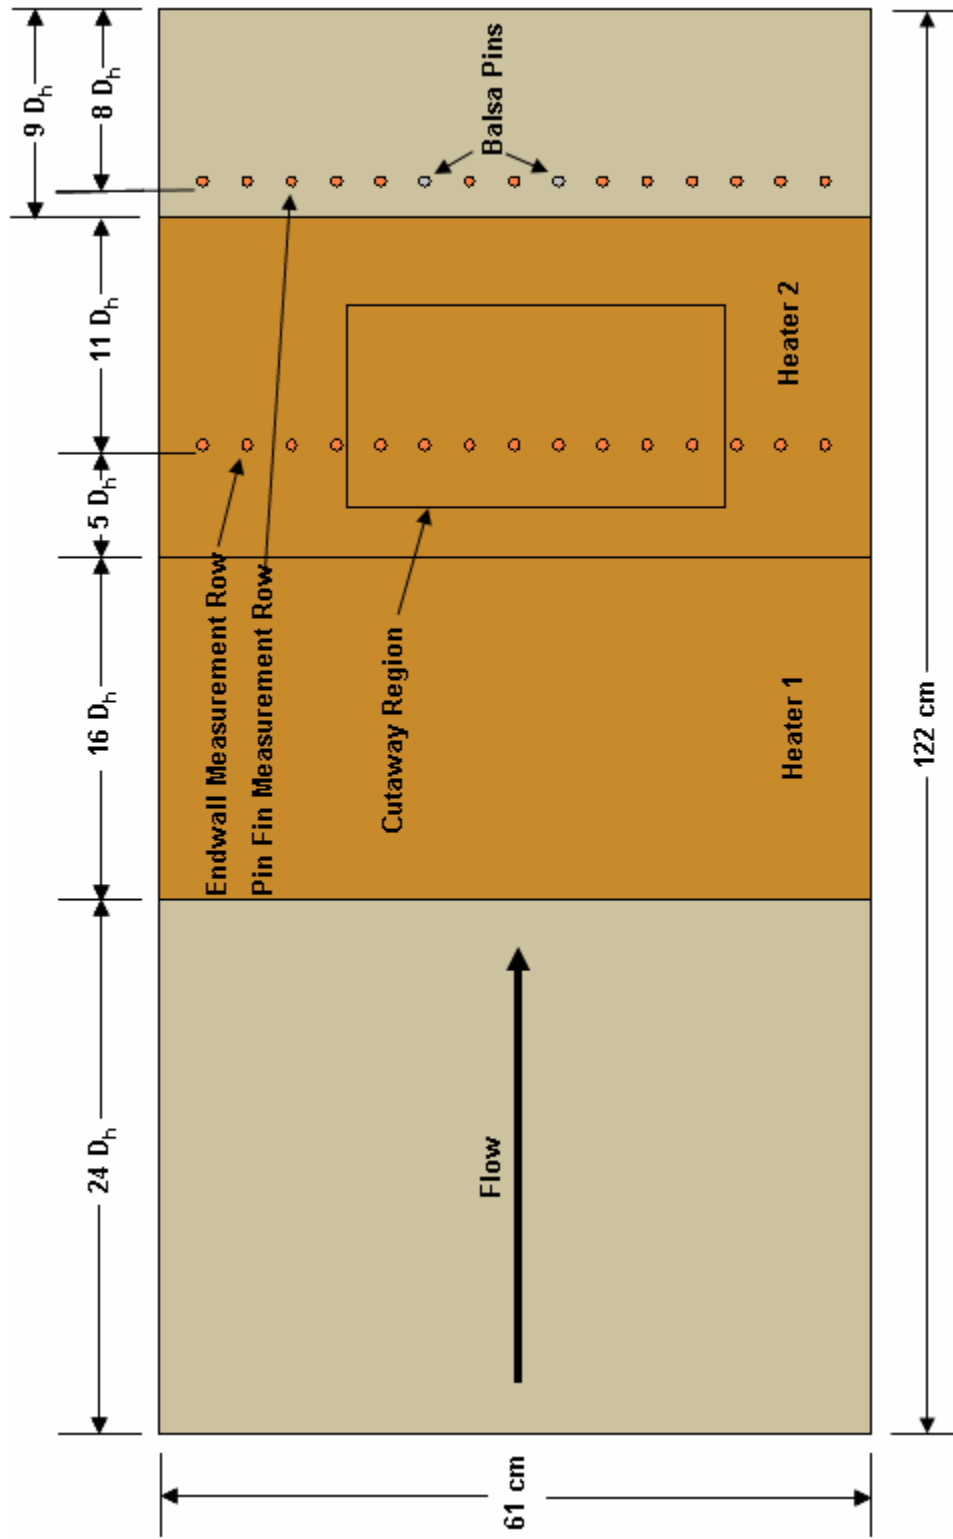 24 Dₕ
16 Dₕ
5 Dₕ
11 Dₕ
9 Dₕ
8 Dₕ
Endwall Measurement Row
Pin Fin Measurement Row
Cutaway Region
Balsa Pins
Flow
Heater 1
Heater 2
61 cm
122 cm